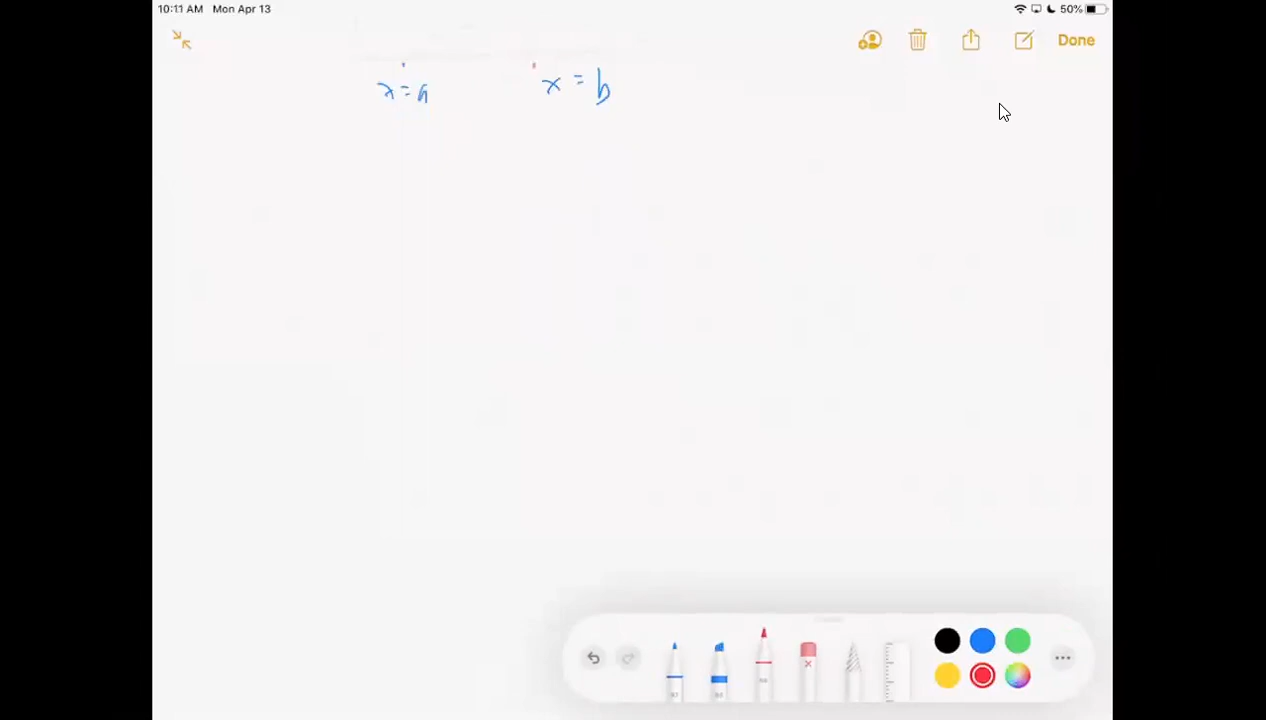 10:11 AM Mon Apr 13 50%
Done
x = a x = b